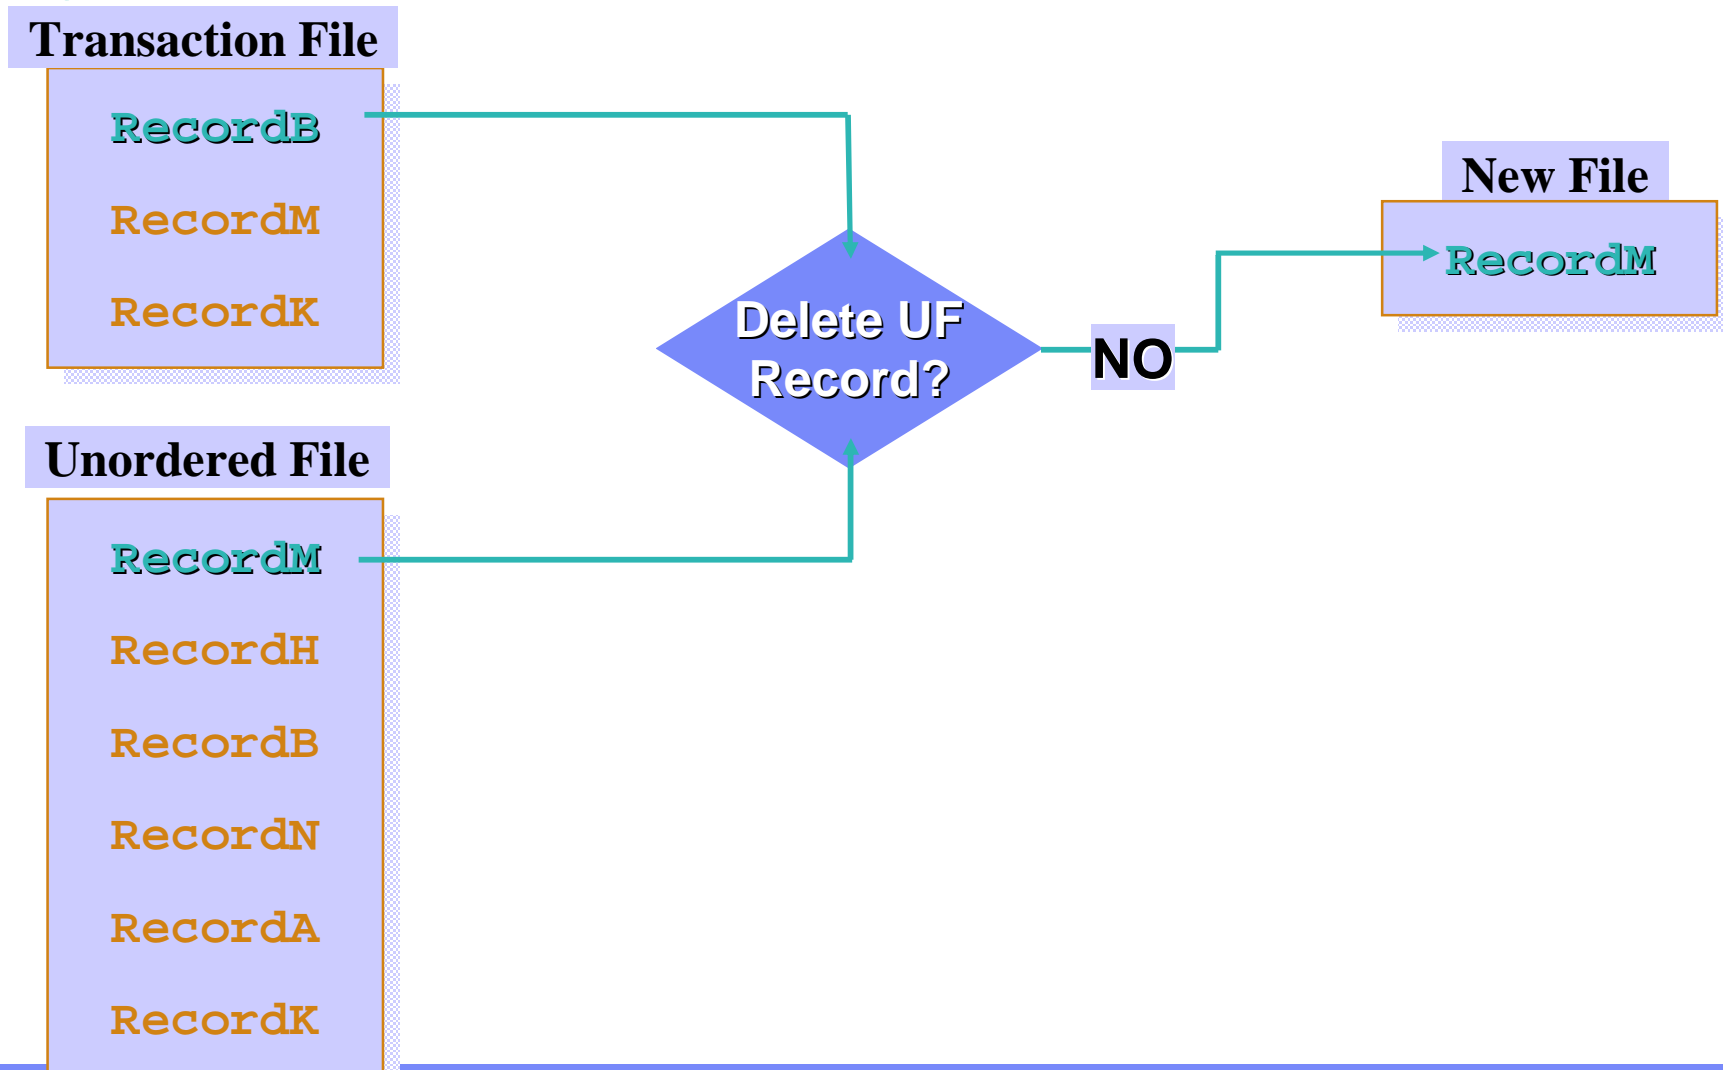 Transaction File
RecordB
RecordM
RecordK
Unordered File
RecordM
RecordH
RecordB
RecordN
RecordA
RecordK
Delete UF
Record?
NO
New File
RecordM